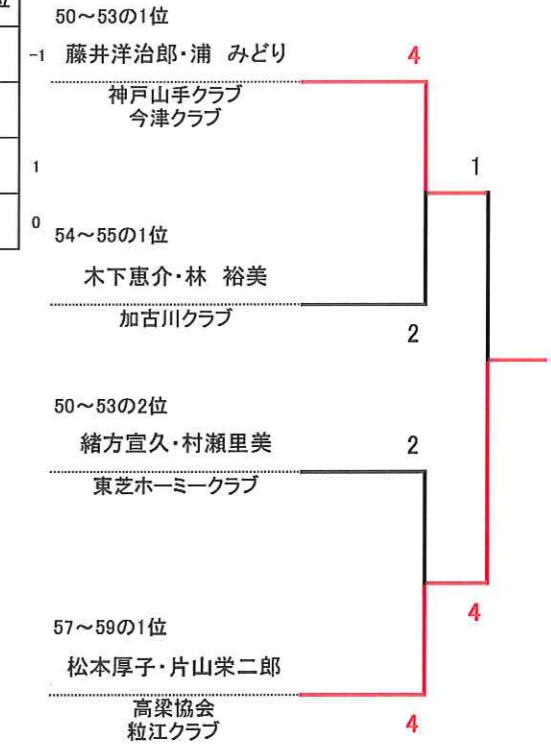 位
50～53の1位
-1
藤井洋治郎・浦　みどり
4
神戸山手クラブ
今津クラブ
1
1
0
54～55の1位
木下恵介・林　裕美
加古川クラブ
2
50～53の2位
緒方宣久・村瀬里美
2
東芝ホーミークラブ
4
57～59の1位
松本厚子・片山栄二郎
高梁協会
粒江クラブ
4